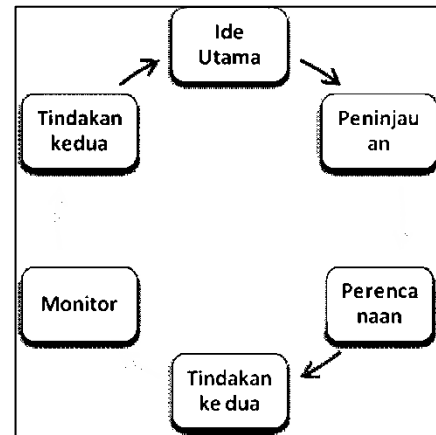 Ide
Utama
Peninjau
an
Perenca
naan
Tindakan
ke dua
Monitor
Tindakan
kedua